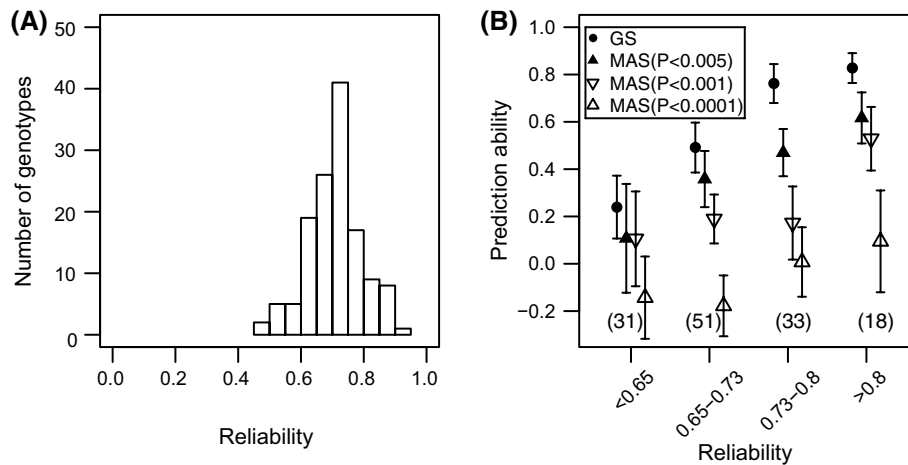 (A)
50
40
30
20
10
0
Number of genotypes
0.0 0.2 0.4 0.6 0.8 1.0
Reliability
(B)
GS
MAS(P<0.005)
MAS(P<0.001)
MAS(P<0.0001)
1.0
0.8
0.6
0.4
0.2
0.0
−0.2
Prediction ability
(31) (51) (33) (18)
<0.65 0.65−0.73 0.73−0.8 >0.8
Reliability